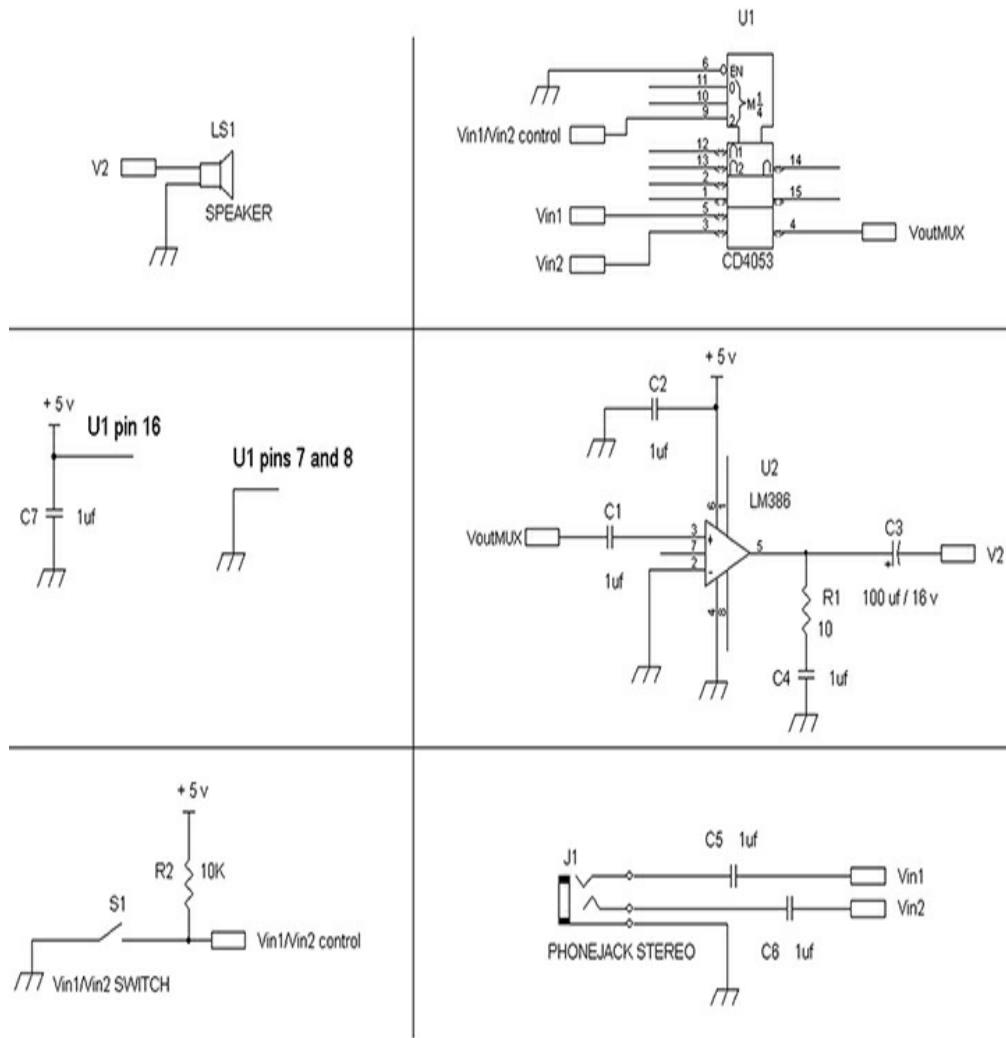 LS1
V2
SPEAKER
U1
6
EN
11
0
10
M 1/4
9
2
Vin1/Vin2 control
12
1
13
2
14
2
1
15
Vin1
5
3
4
VoutMUX
Vin2
CD4053
+ 5 v
U1 pin 16
C7
1uf
U1 pins 7 and 8
+ 5 v
C2
1uf
U2
LM386
6
1
C1
VoutMUX
3
+
7
2
-
5
1uf
4
8
C3
V2
+
100 uf / 16 v
R1
10
C4
1uf
+ 5 v
R2
10K
S1
Vin1/Vin2 control
Vin1/Vin2 SWITCH
C5
1uf
J1
Vin1
Vin2
PHONEJACK STEREO
C6
1uf